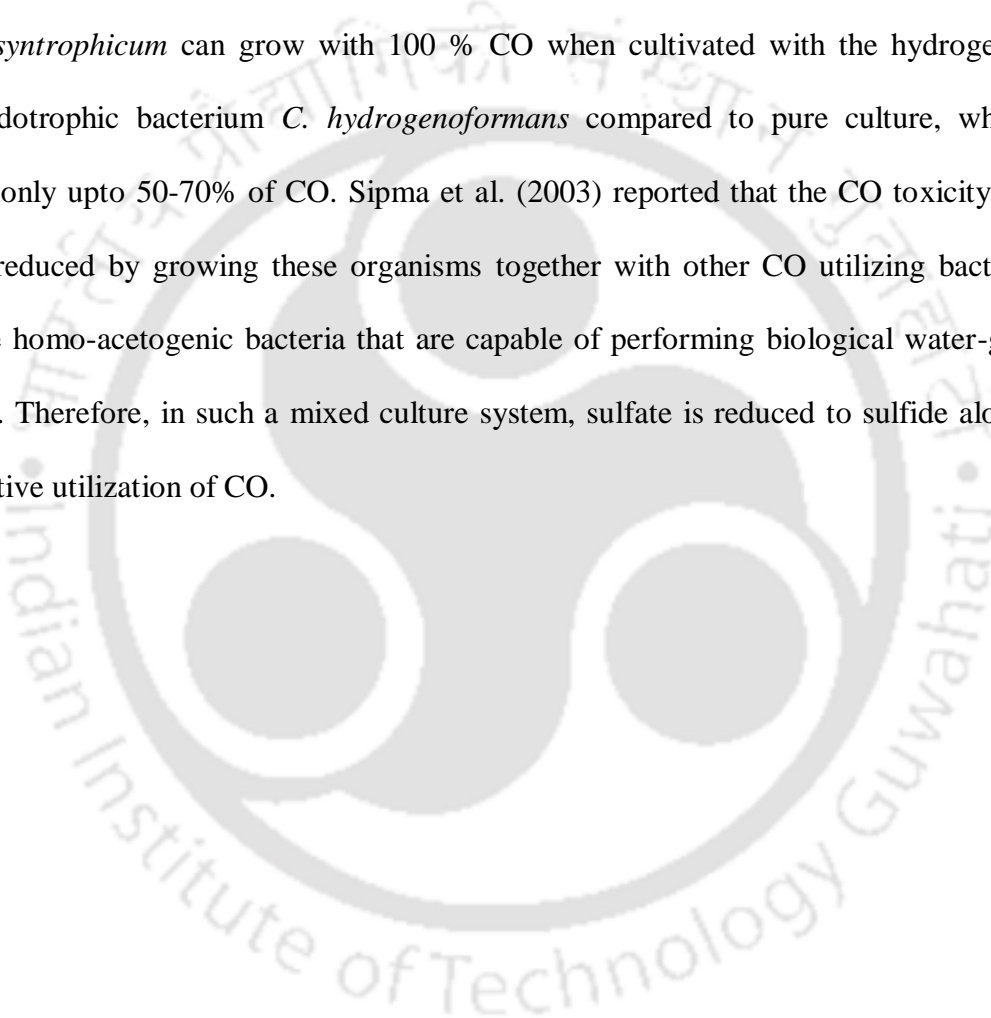 syntrophicum can grow with 100 % CO when cultivated with the hydroge
dotrophic bacterium C. hydrogenoformans compared to pure culture, wh
only upto 50-70% of CO. Sipma et al. (2003) reported that the CO toxicity
reduced by growing these organisms together with other CO utilizing bact
homo-acetogenic bacteria that are capable of performing biological water-g
. Therefore, in such a mixed culture system, sulfate is reduced to sulfide alo
tive utilization of CO.
Indian Institute of Technology Guwahati